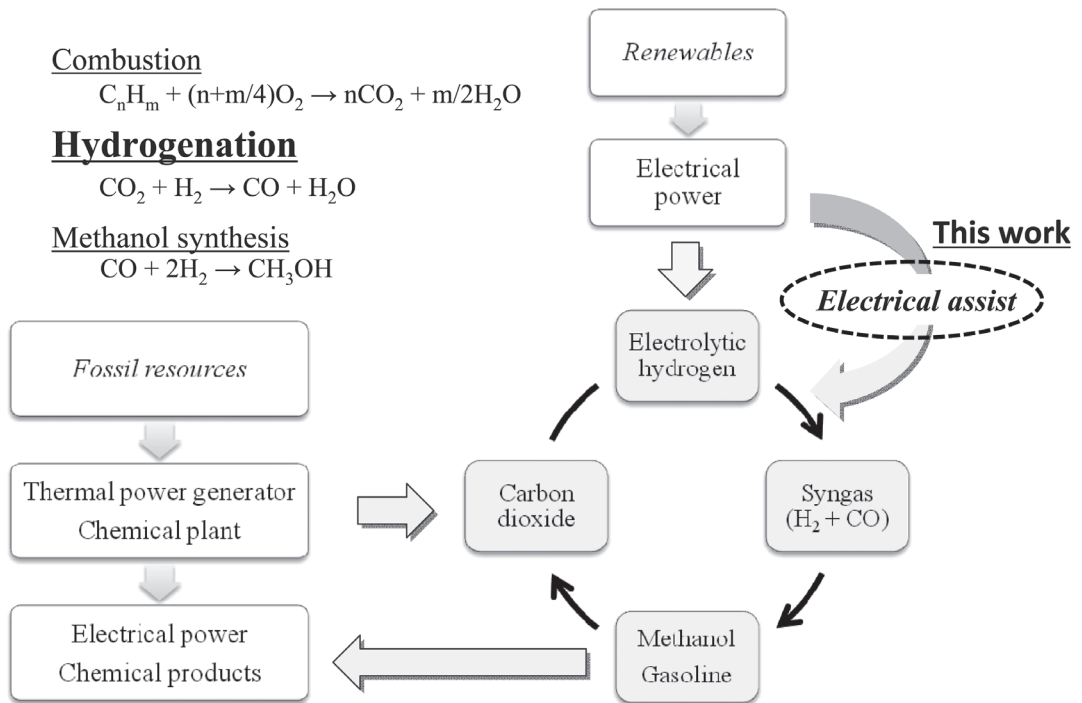 Combustion
CₙHₘ + (n+m/4)O₂ → nCO₂ + m/2H₂O
Hydrogenation
CO₂ + H₂ → CO + H₂O
Methanol synthesis
CO + 2H₂ → CH₃OH
Renewables
Electrical
power
This work
Electrical assist
Electrolytic
hydrogen
Fossil resources
Thermal power generator
Chemical plant
Carbon
dioxide
Syngas
(H₂ + CO)
Electrical power
Chemical products
Methanol
Gasoline